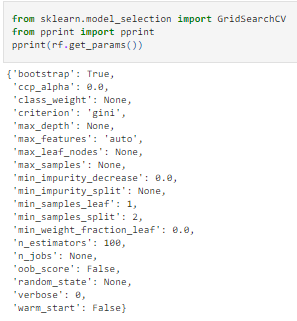 from sklearn.model_selection import GridSearchCV
from pprint import pprint
pprint(rf.get_params())
{'bootstrap': True,
'ccp_alpha': 0.0,
'class_weight': None,
'criterion': 'gini',
'max_depth': None,
'max_features': 'auto',
'max_leaf_nodes': None,
'max_samples': None,
'min_impurity_decrease': 0.0,
'min_impurity_split': None,
'min_samples_leaf': 1,
'min_samples_split': 2,
'min_weight_fraction_leaf': 0.0,
'n_estimators': 100,
'n_jobs': None,
'oob_score': False,
'random_state': None,
'verbose': 0,
'warm_start': False}